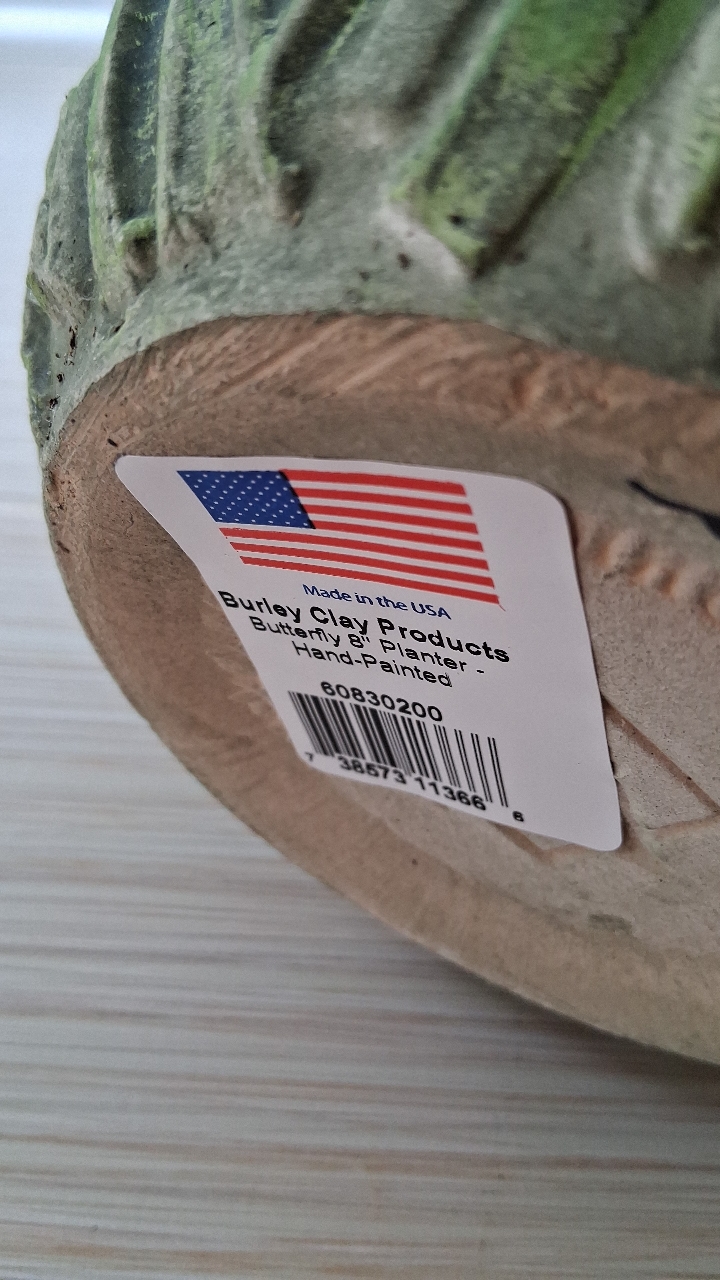 Made in the USA
Burley Clay Products
Butterfly 8" Planter -
Hand-Painted
60830200
7 38573 11366 6